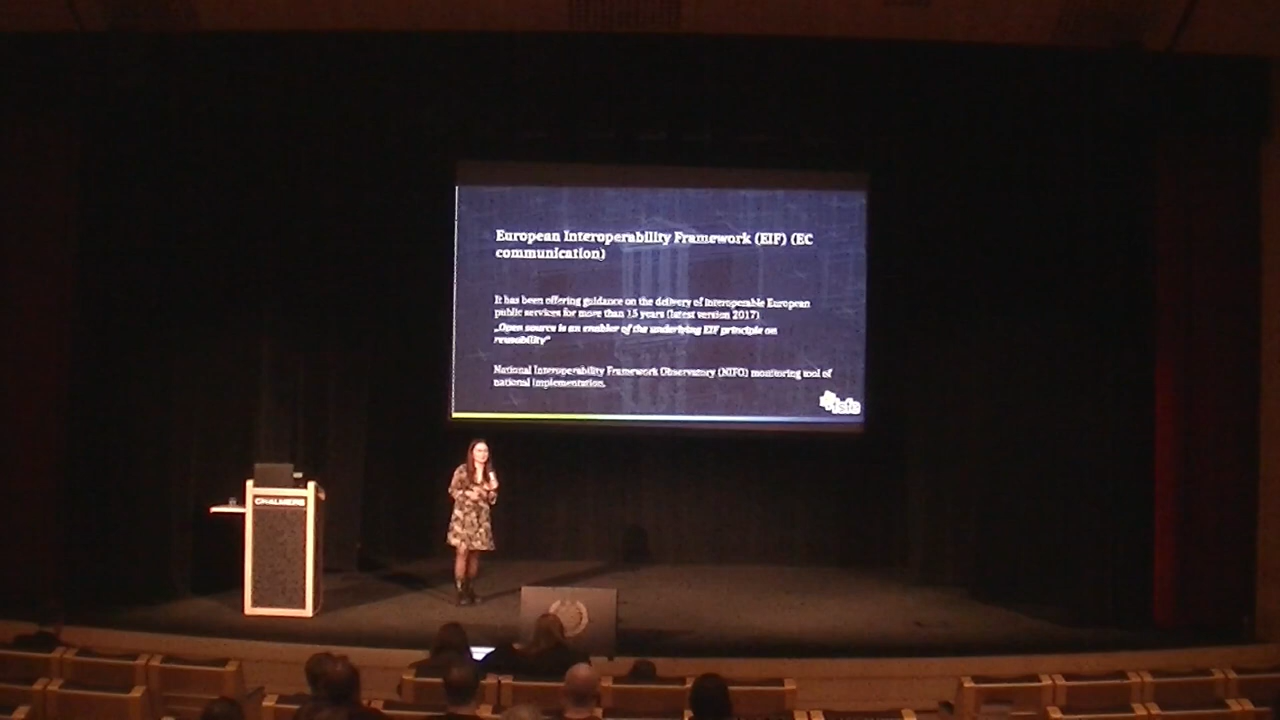 European Interoperability Framework (EIF) (EC
communication)
It has been offering guidance on the delivery of interoperable European
public services for more than 15 years (latest version 2017)
„Open source is an enabler of the underlying EIF principle on
reusability"
National Interoperability Framework Observatory (NIFO) monitoring tool of
national implementation.
CHALMERS